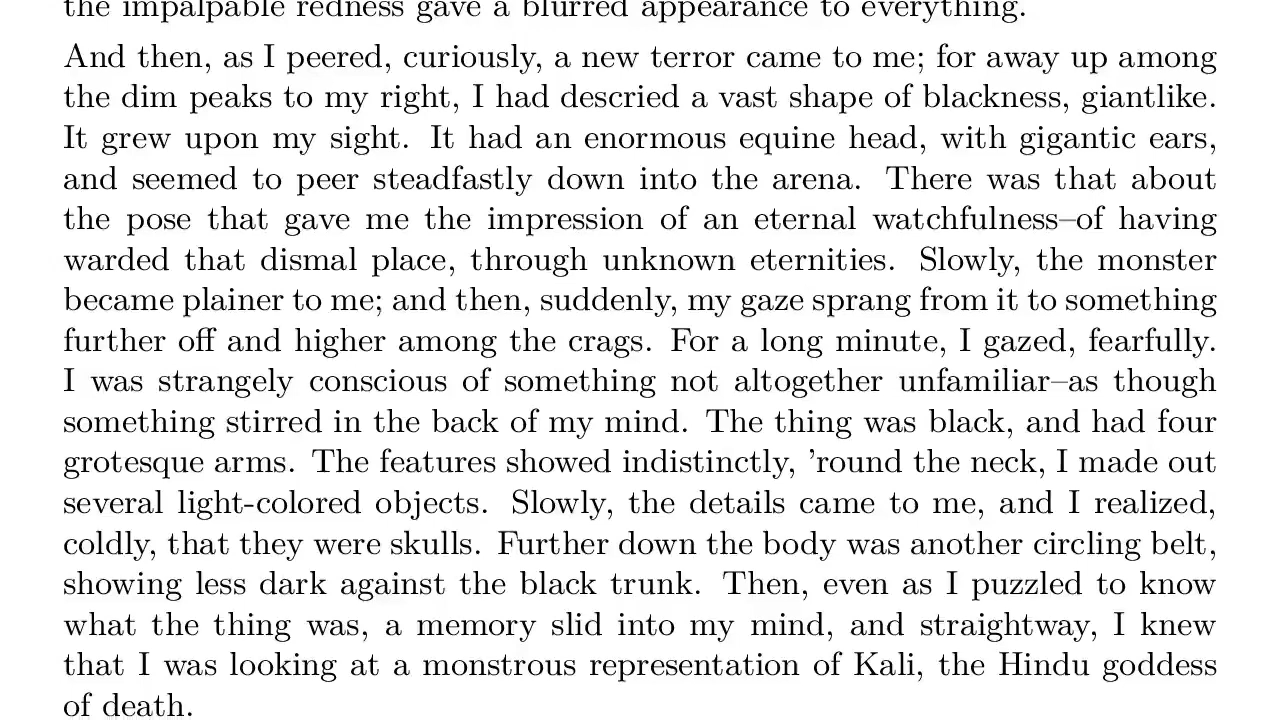 the impalpable redness gave a blurred appearance to everything.
And then, as I peered, curiously, a new terror came to me; for away up among
the dim peaks to my right, I had descried a vast shape of blackness, giantlike.
It grew upon my sight. It had an enormous equine head, with gigantic ears,
and seemed to peer steadfastly down into the arena. There was that about
the pose that gave me the impression of an eternal watchfulness–of having
warded that dismal place, through unknown eternities. Slowly, the monster
became plainer to me; and then, suddenly, my gaze sprang from it to something
further off and higher among the crags. For a long minute, I gazed, fearfully.
I was strangely conscious of something not altogether unfamiliar–as though
something stirred in the back of my mind. The thing was black, and had four
grotesque arms. The features showed indistinctly, ’round the neck, I made out
several light-colored objects. Slowly, the details came to me, and I realized,
coldly, that they were skulls. Further down the body was another circling belt,
showing less dark against the black trunk. Then, even as I puzzled to know
what the thing was, a memory slid into my mind, and straightway, I knew
that I was looking at a monstrous representation of Kali, the Hindu goddess
of death.